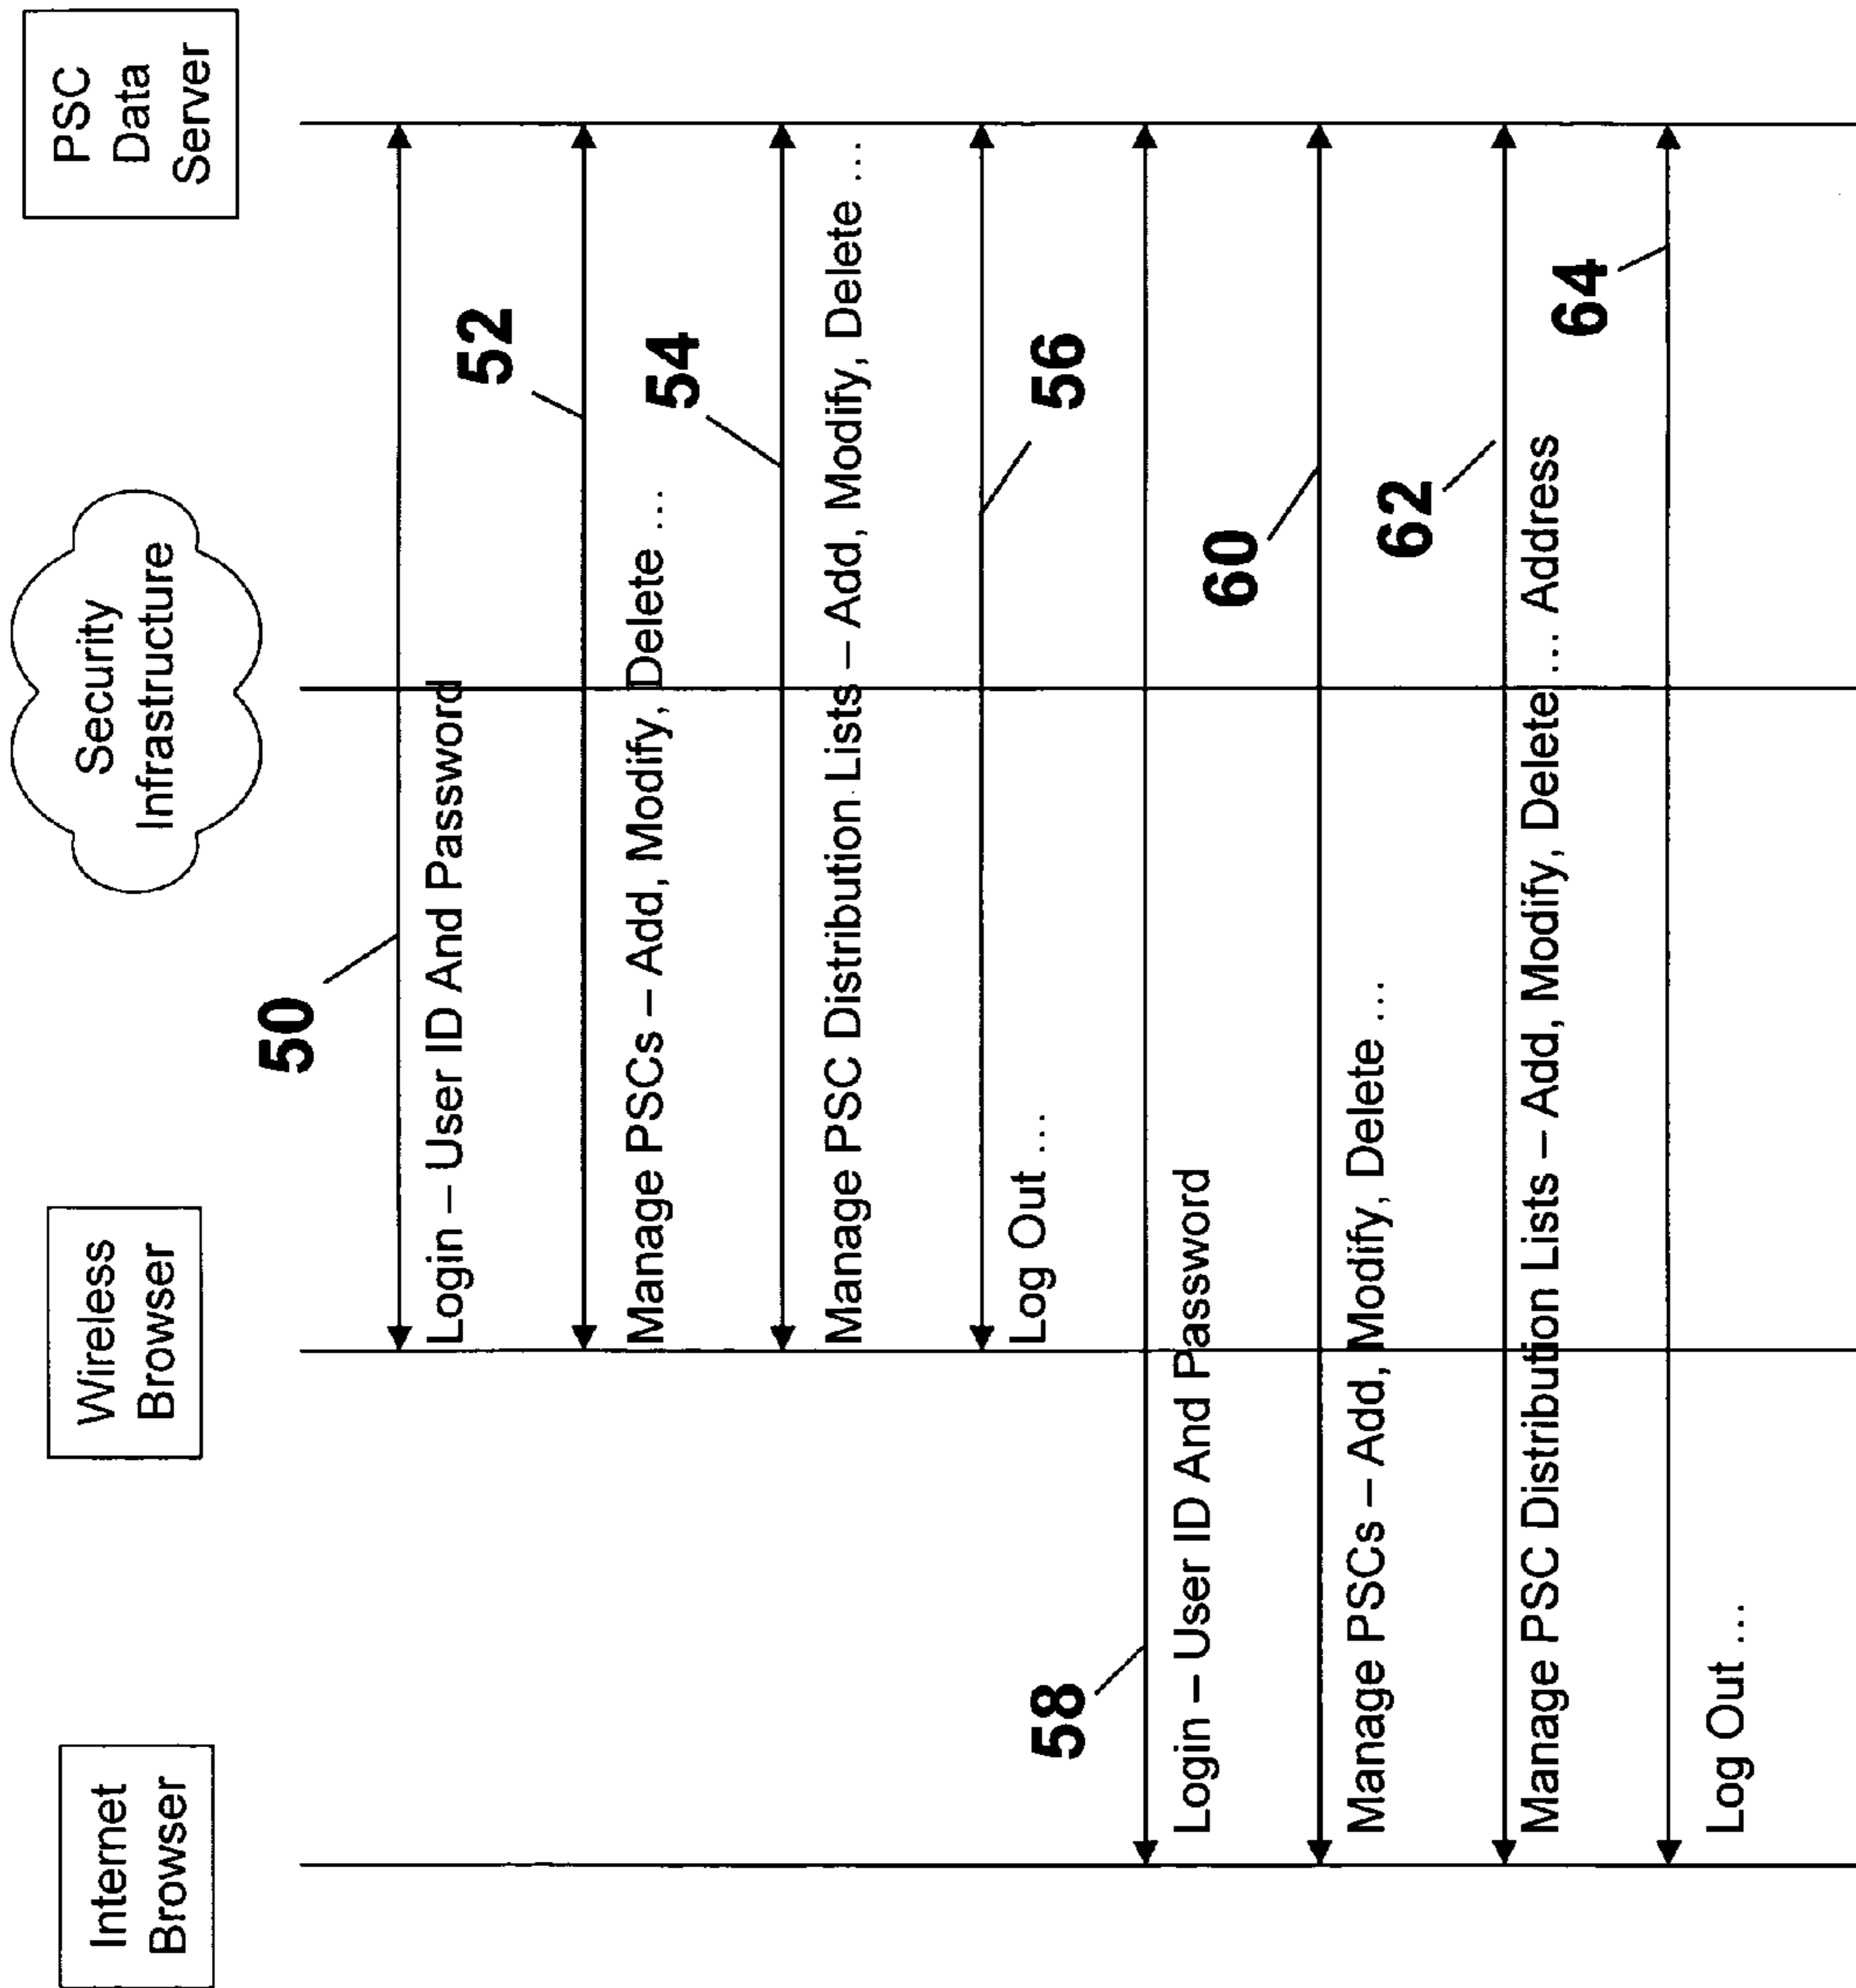 Internet
Browser
Wireless
Browser
Security
Infrastructure
PSC
Data
Server
50
Login – User ID And Password
52
Manage PSCs – Add, Modify, Delete ...
54
Manage PSC Distribution Lists – Add, Modify, Delete ...
56
Log Out ....
58
Login – User ID And Password
60
Manage PSCs – Add, Modify, Delete ...
62
Manage PSC Distribution Lists – Add, Modify, Delete .... Address
64
Log Out ...